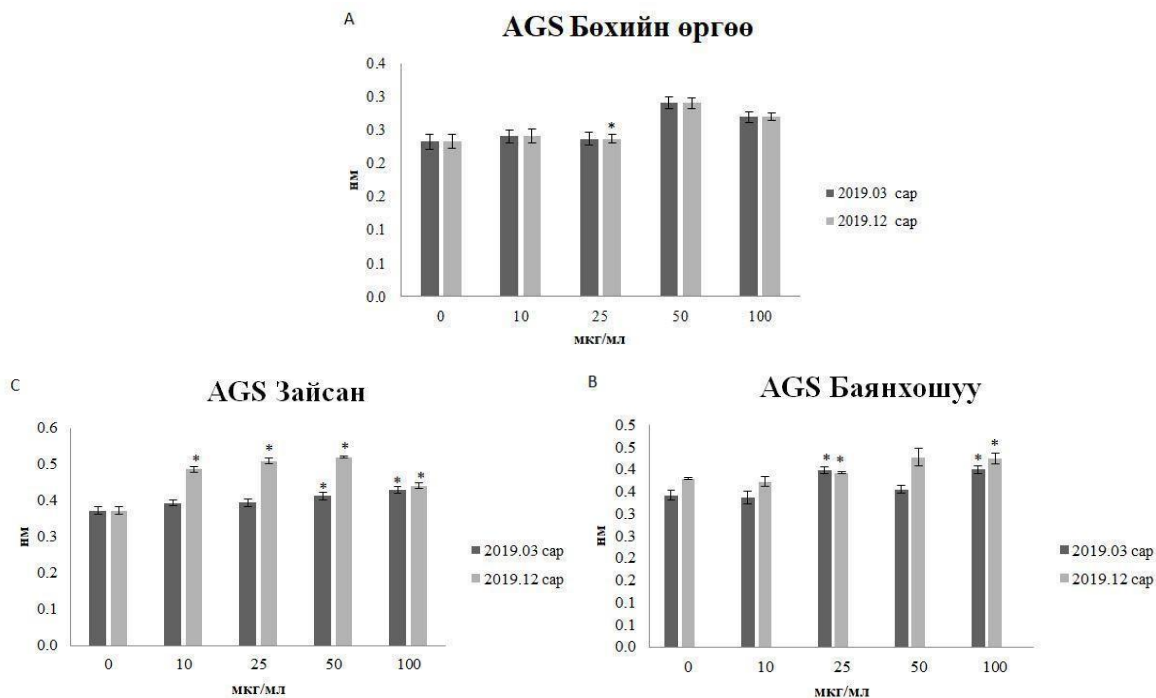 A
AGS Бөхийн өргөө
0.4
0.3
0.3
0.2
0.2
0.1
0.1
0.0
нм
*
0 10 25 50 100
мкг/мл
2019.03 сар
2019.12 сар
C
AGS Зайсан
0.6
0.5
0.4
0.3
0.2
0.1
0.0
нм
* * * * * *
0 10 25 50 100
мкг/мл
2019.03 сар
2019.12 сар
B
AGS Баянхошуу
0.5
0.4
0.4
0.3
0.3
0.2
0.2
0.1
0.1
0.0
нм
* * * *
0 10 25 50 100
мкг/мл
2019.03 сар
2019.12 сар